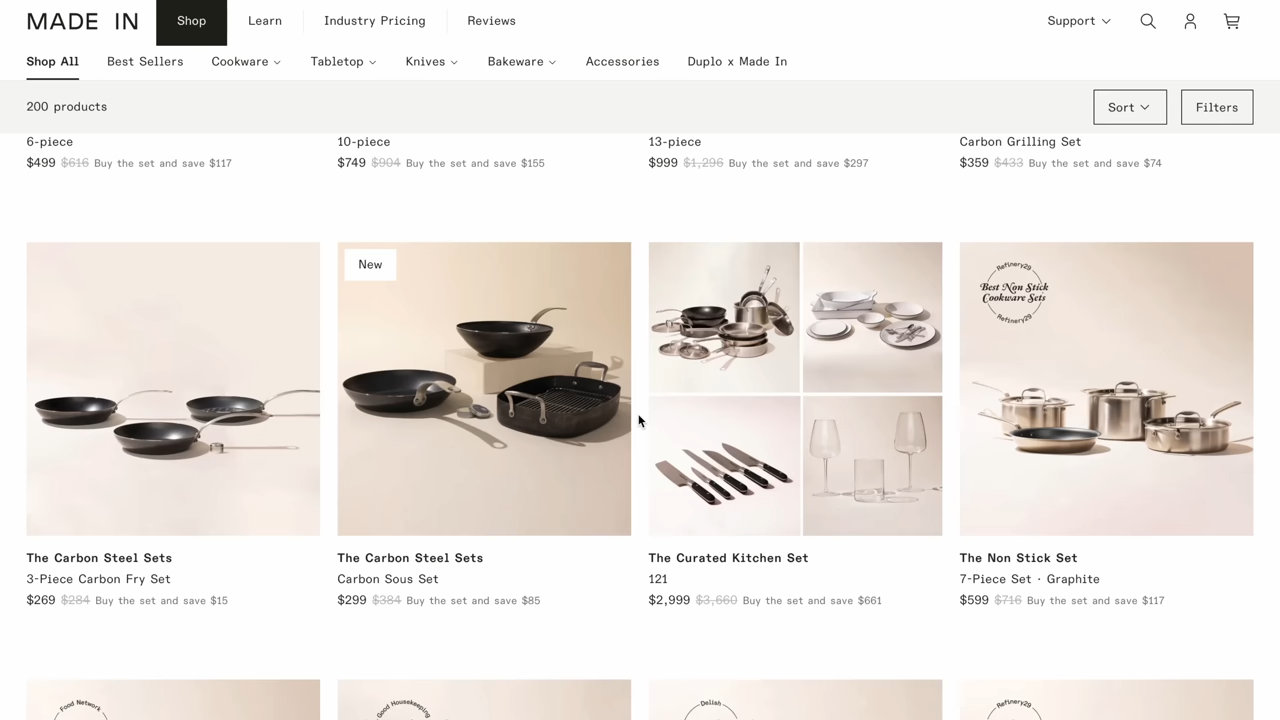 MADE IN
Shop
Learn
Industry Pricing
Reviews
Support
Shop All
Best Sellers
Cookware
Tabletop
Knives
Bakeware
Accessories
Duplo x Made In
200 products
Sort
Filters
6-piece
$499 $616 Buy the set and save $117
10-piece
$749 $904 Buy the set and save $155
13-piece
$999 $1,296 Buy the set and save $297
Carbon Grilling Set
$359 $433 Buy the set and save $74
New
Refinery29
Best Non Stick
Cookware Sets
Refinery29
The Carbon Steel Sets
3-Piece Carbon Fry Set
$269 $284 Buy the set and save $15
The Carbon Steel Sets
Carbon Sous Set
$299 $384 Buy the set and save $85
The Curated Kitchen Set
121
$2,999 $3,660 Buy the set and save $661
The Non Stick Set
7-Piece Set · Graphite
$599 $716 Buy the set and save $117
Food Network
Good Housekeeping
Delish
Refinery29